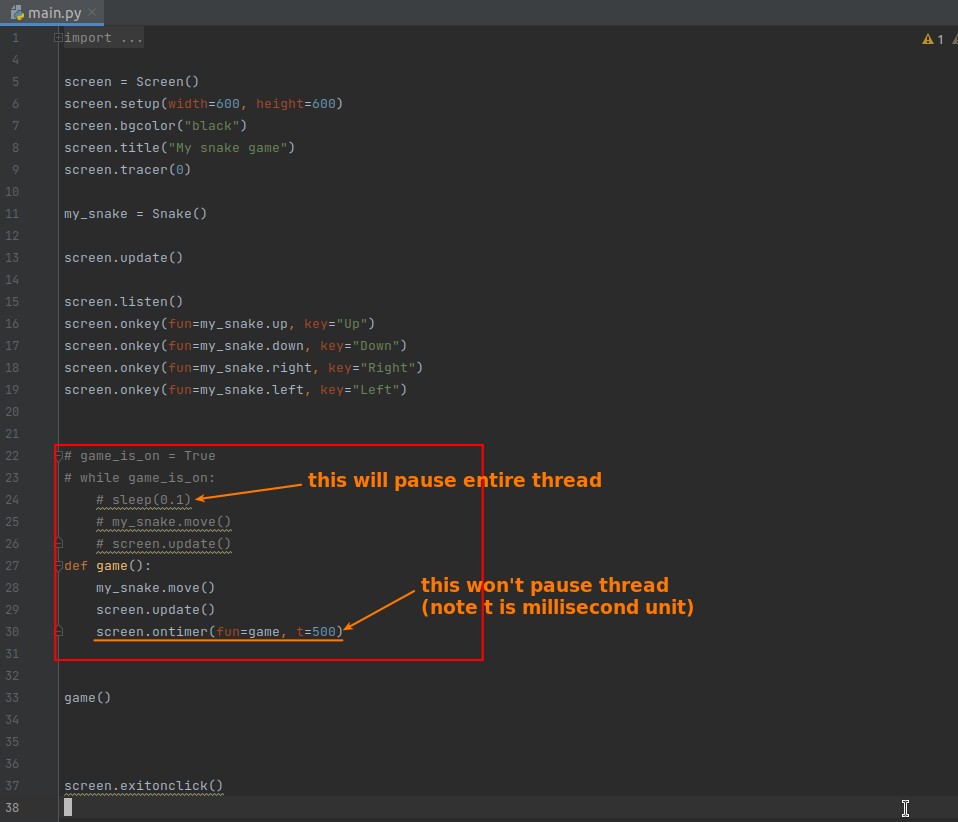 main.py
1 import ...
4
5 screen = Screen()
6 screen.setup(width=600, height=600)
7 screen.bgcolor("black")
8 screen.title("My snake game")
9 screen.tracer(0)
10
11 my_snake = Snake()
12
13 screen.update()
14
15 screen.listen()
16 screen.onkey(fun=my_snake.up, key="Up")
17 screen.onkey(fun=my_snake.down, key="Down")
18 screen.onkey(fun=my_snake.right, key="Right")
19 screen.onkey(fun=my_snake.left, key="Left")
20
21
22 # game_is_on = True
23 # while game_is_on:
this will pause entire thread
24 # sleep(0.1)
25 # my_snake.move()
26 # screen.update()
27 def game():
28 my_snake.move()
this won't pause thread
29 screen.update()
(note t is millisecond unit)
30 screen.ontimer(fun=game, t=500)
31
32
33 game()
34
35
36
37 screen.exitonclick()
38
1